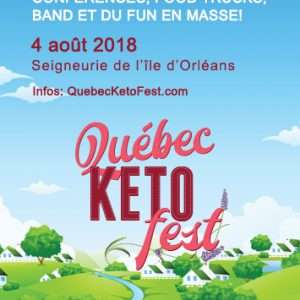 CONFÉRENCES, FOOD TRUCKS,
BAND ET DU FUN EN MASSE!
4 août 2018
Seigneurie de l'île d'Orléans
Infos: QuebecKetoFest.com
Québec
KETO
fest